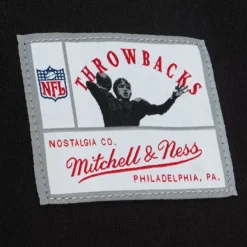 THROWBACKS
NFL
NOSTALGIA CO.
Mitchell & Ness
PHILADELPHIA, PA.